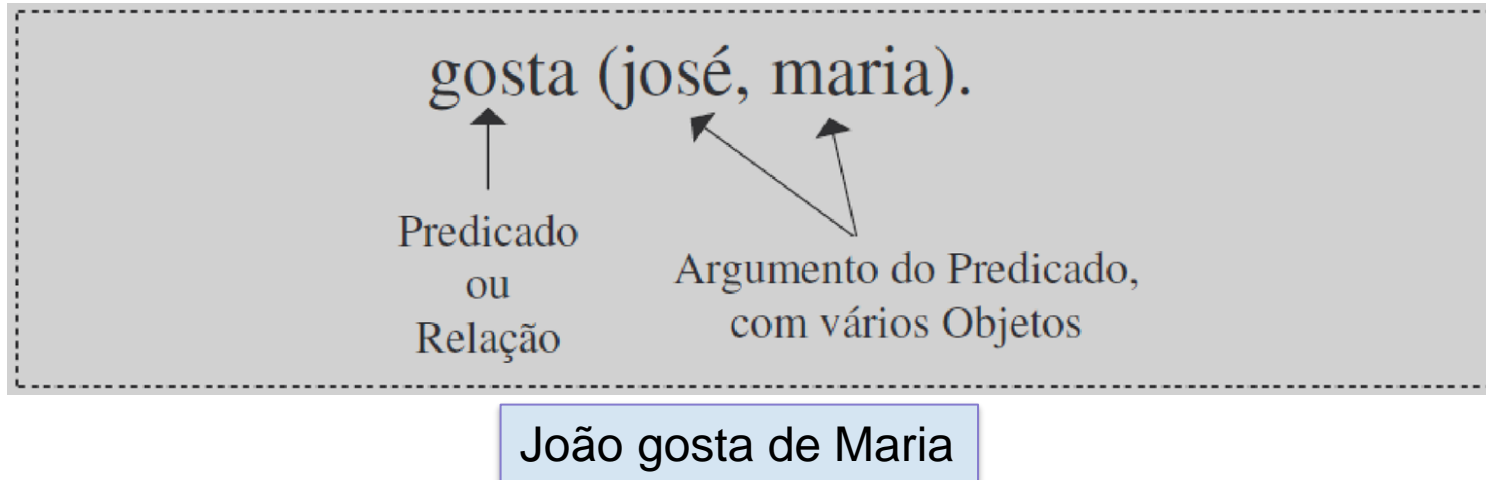 gosta (josé, maria).
Predicado
ou
Relação
Argumento do Predicado,
com vários Objetos
João gosta de Maria